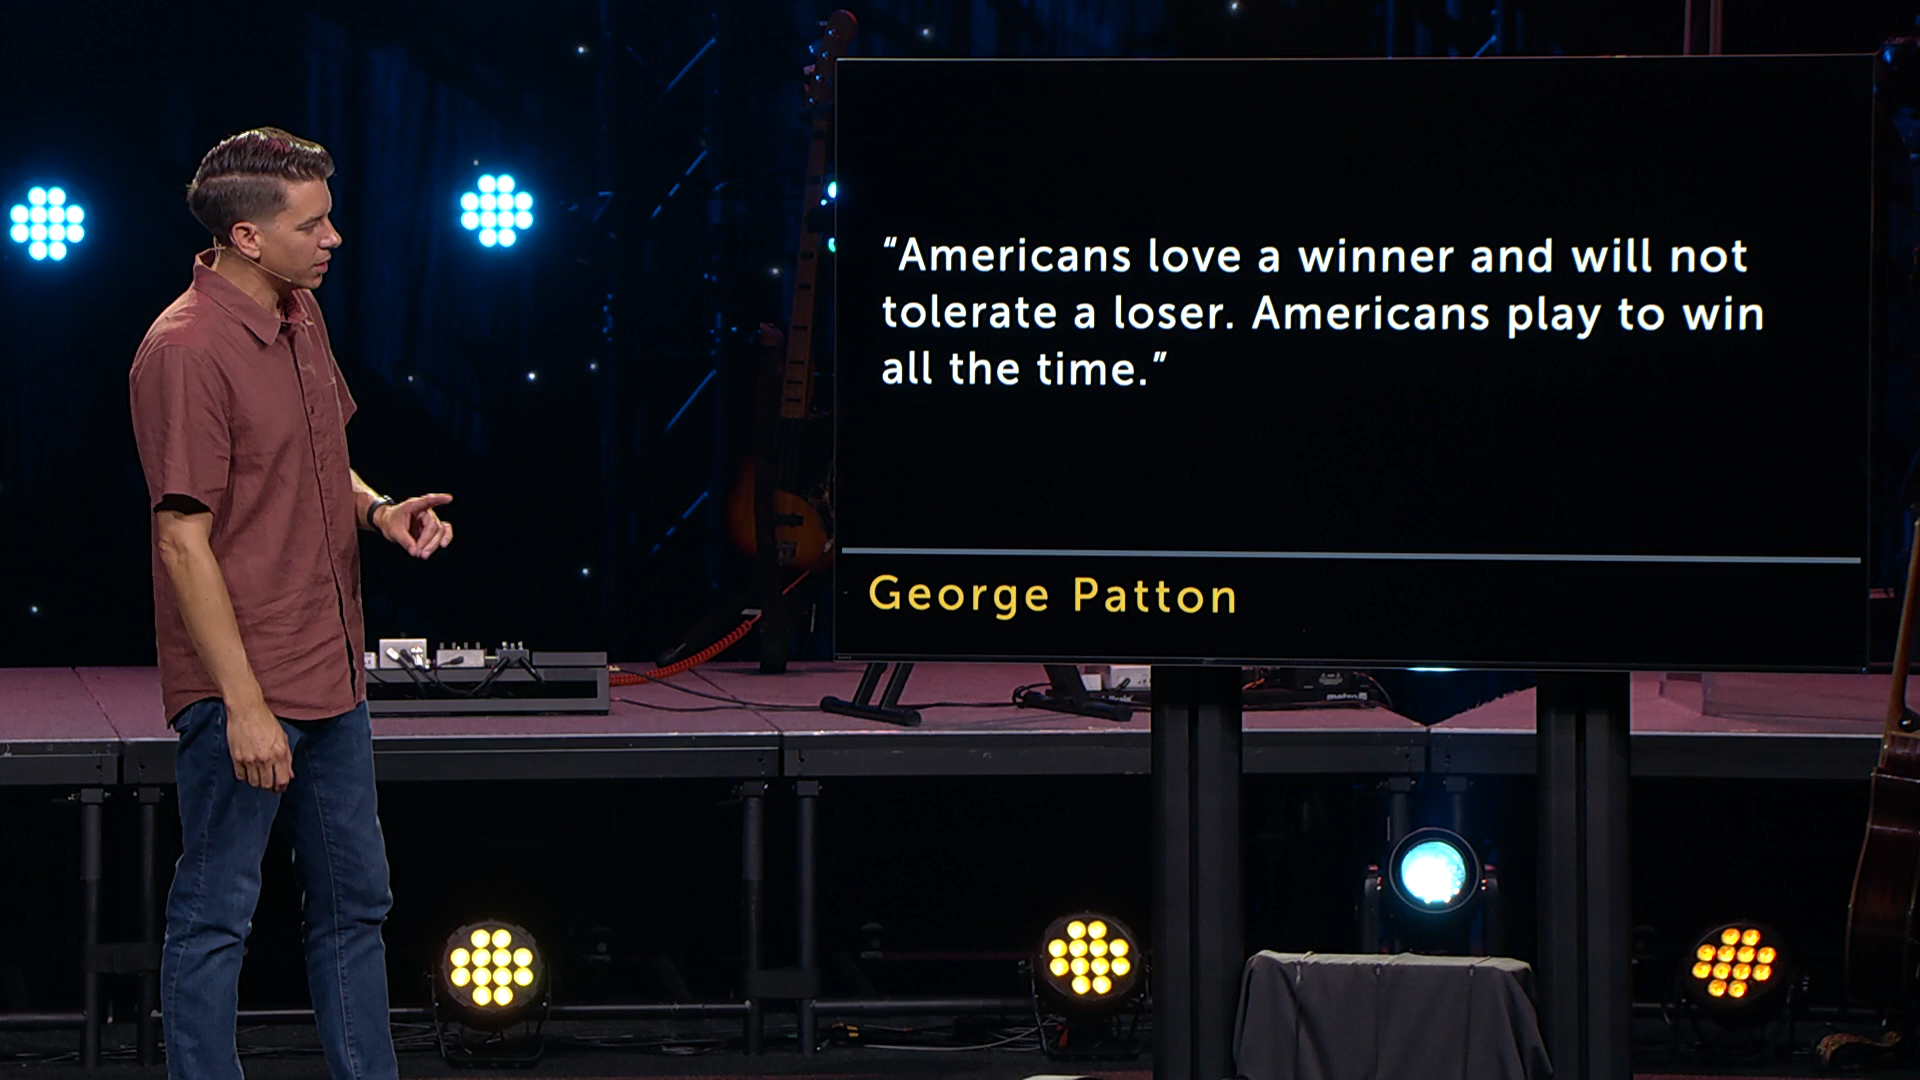 “Americans love a winner and will not
tolerate a loser. Americans play to win
all the time.”
George Patton